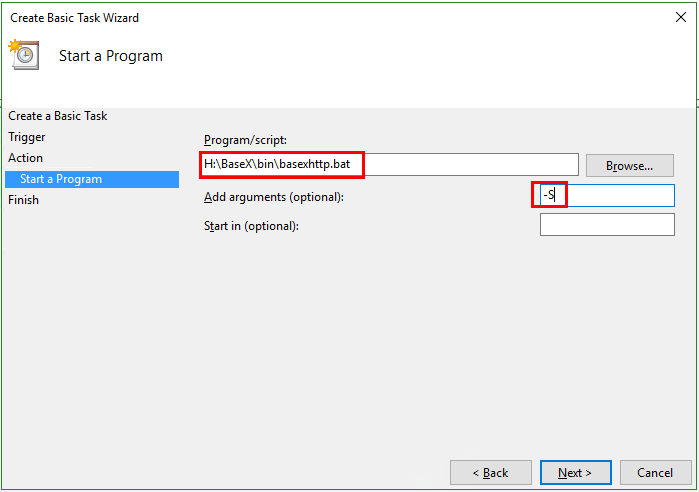 Create Basic Task Wizard
Start a Program
Create a Basic Task
Trigger
Action
Start a Program
Finish
Program/script:
H:\BaseX\bin\basexhttp.bat
Browse...
Add arguments (optional):
-S
Start in (optional):
< Back
Next >
Cancel